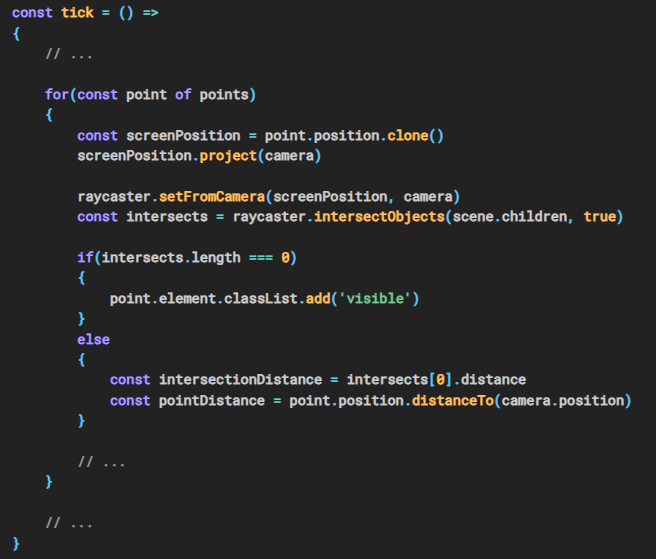 const tick = () =>
{
    // ...

    for(const point of points)
    {
        const screenPosition = point.position.clone()
        screenPosition.project(camera)

        raycaster.setFromCamera(screenPosition, camera)
        const intersects = raycaster.intersectObjects(scene.children, true)

        if(intersects.length === 0)
        {
            point.element.classList.add('visible')
        }
        else
        {
            const intersectionDistance = intersects[0].distance
            const pointDistance = point.position.distanceTo(camera.position)
        }

        // ...
    }

    // ...
}